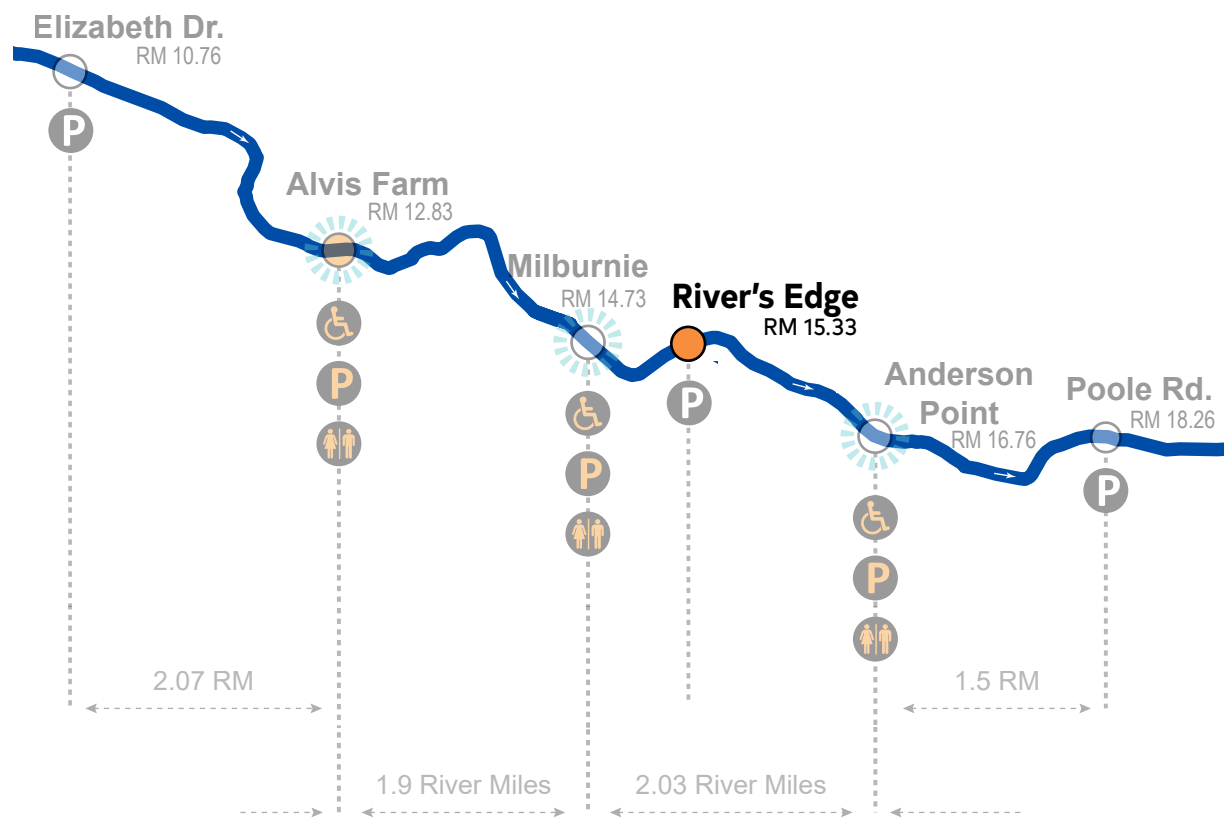 Elizabeth Dr.
RM 10.76
P
Alvis Farm
RM 12.83
P
Milburnie
RM 14.73
P
River's Edge
RM 15.33
P
Anderson
Point
RM 16.76
P
Poole Rd.
RM 18.26
P
2.07 RM
1.5 RM
1.9 River Miles
2.03 River Miles